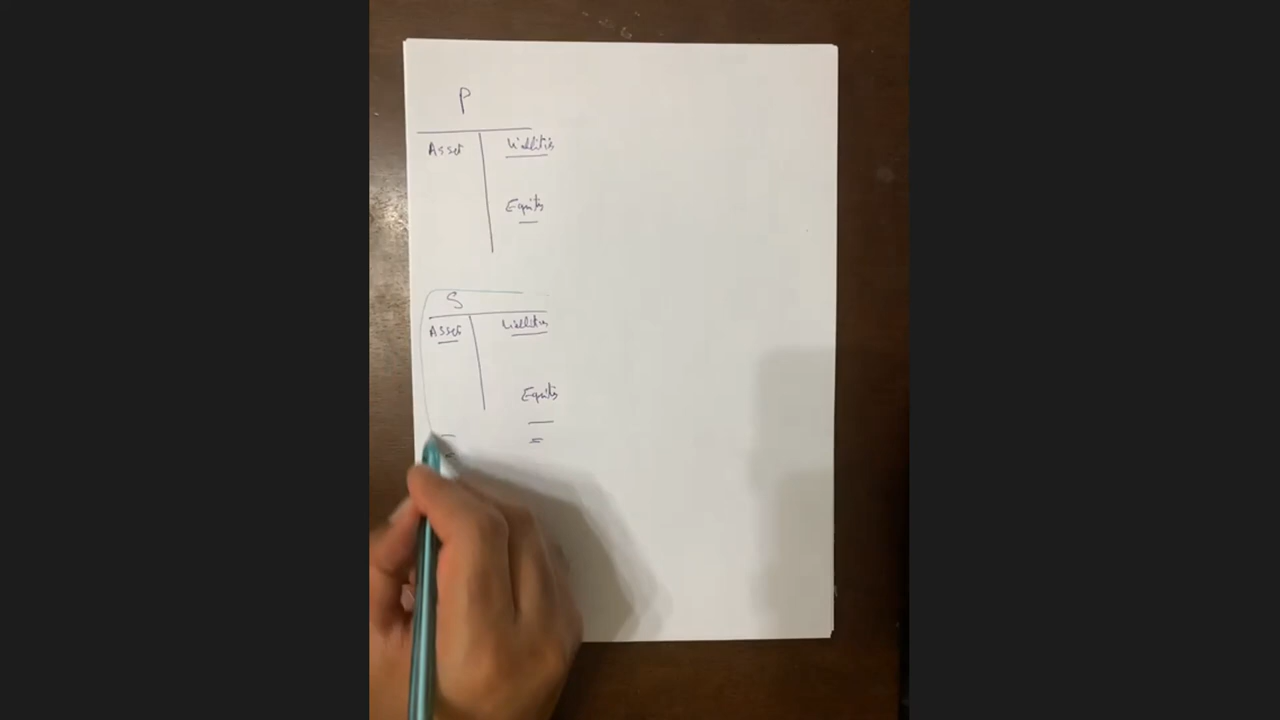 P
Asset Liabilities
Equity
S
Asset Liabilities
Equity
=